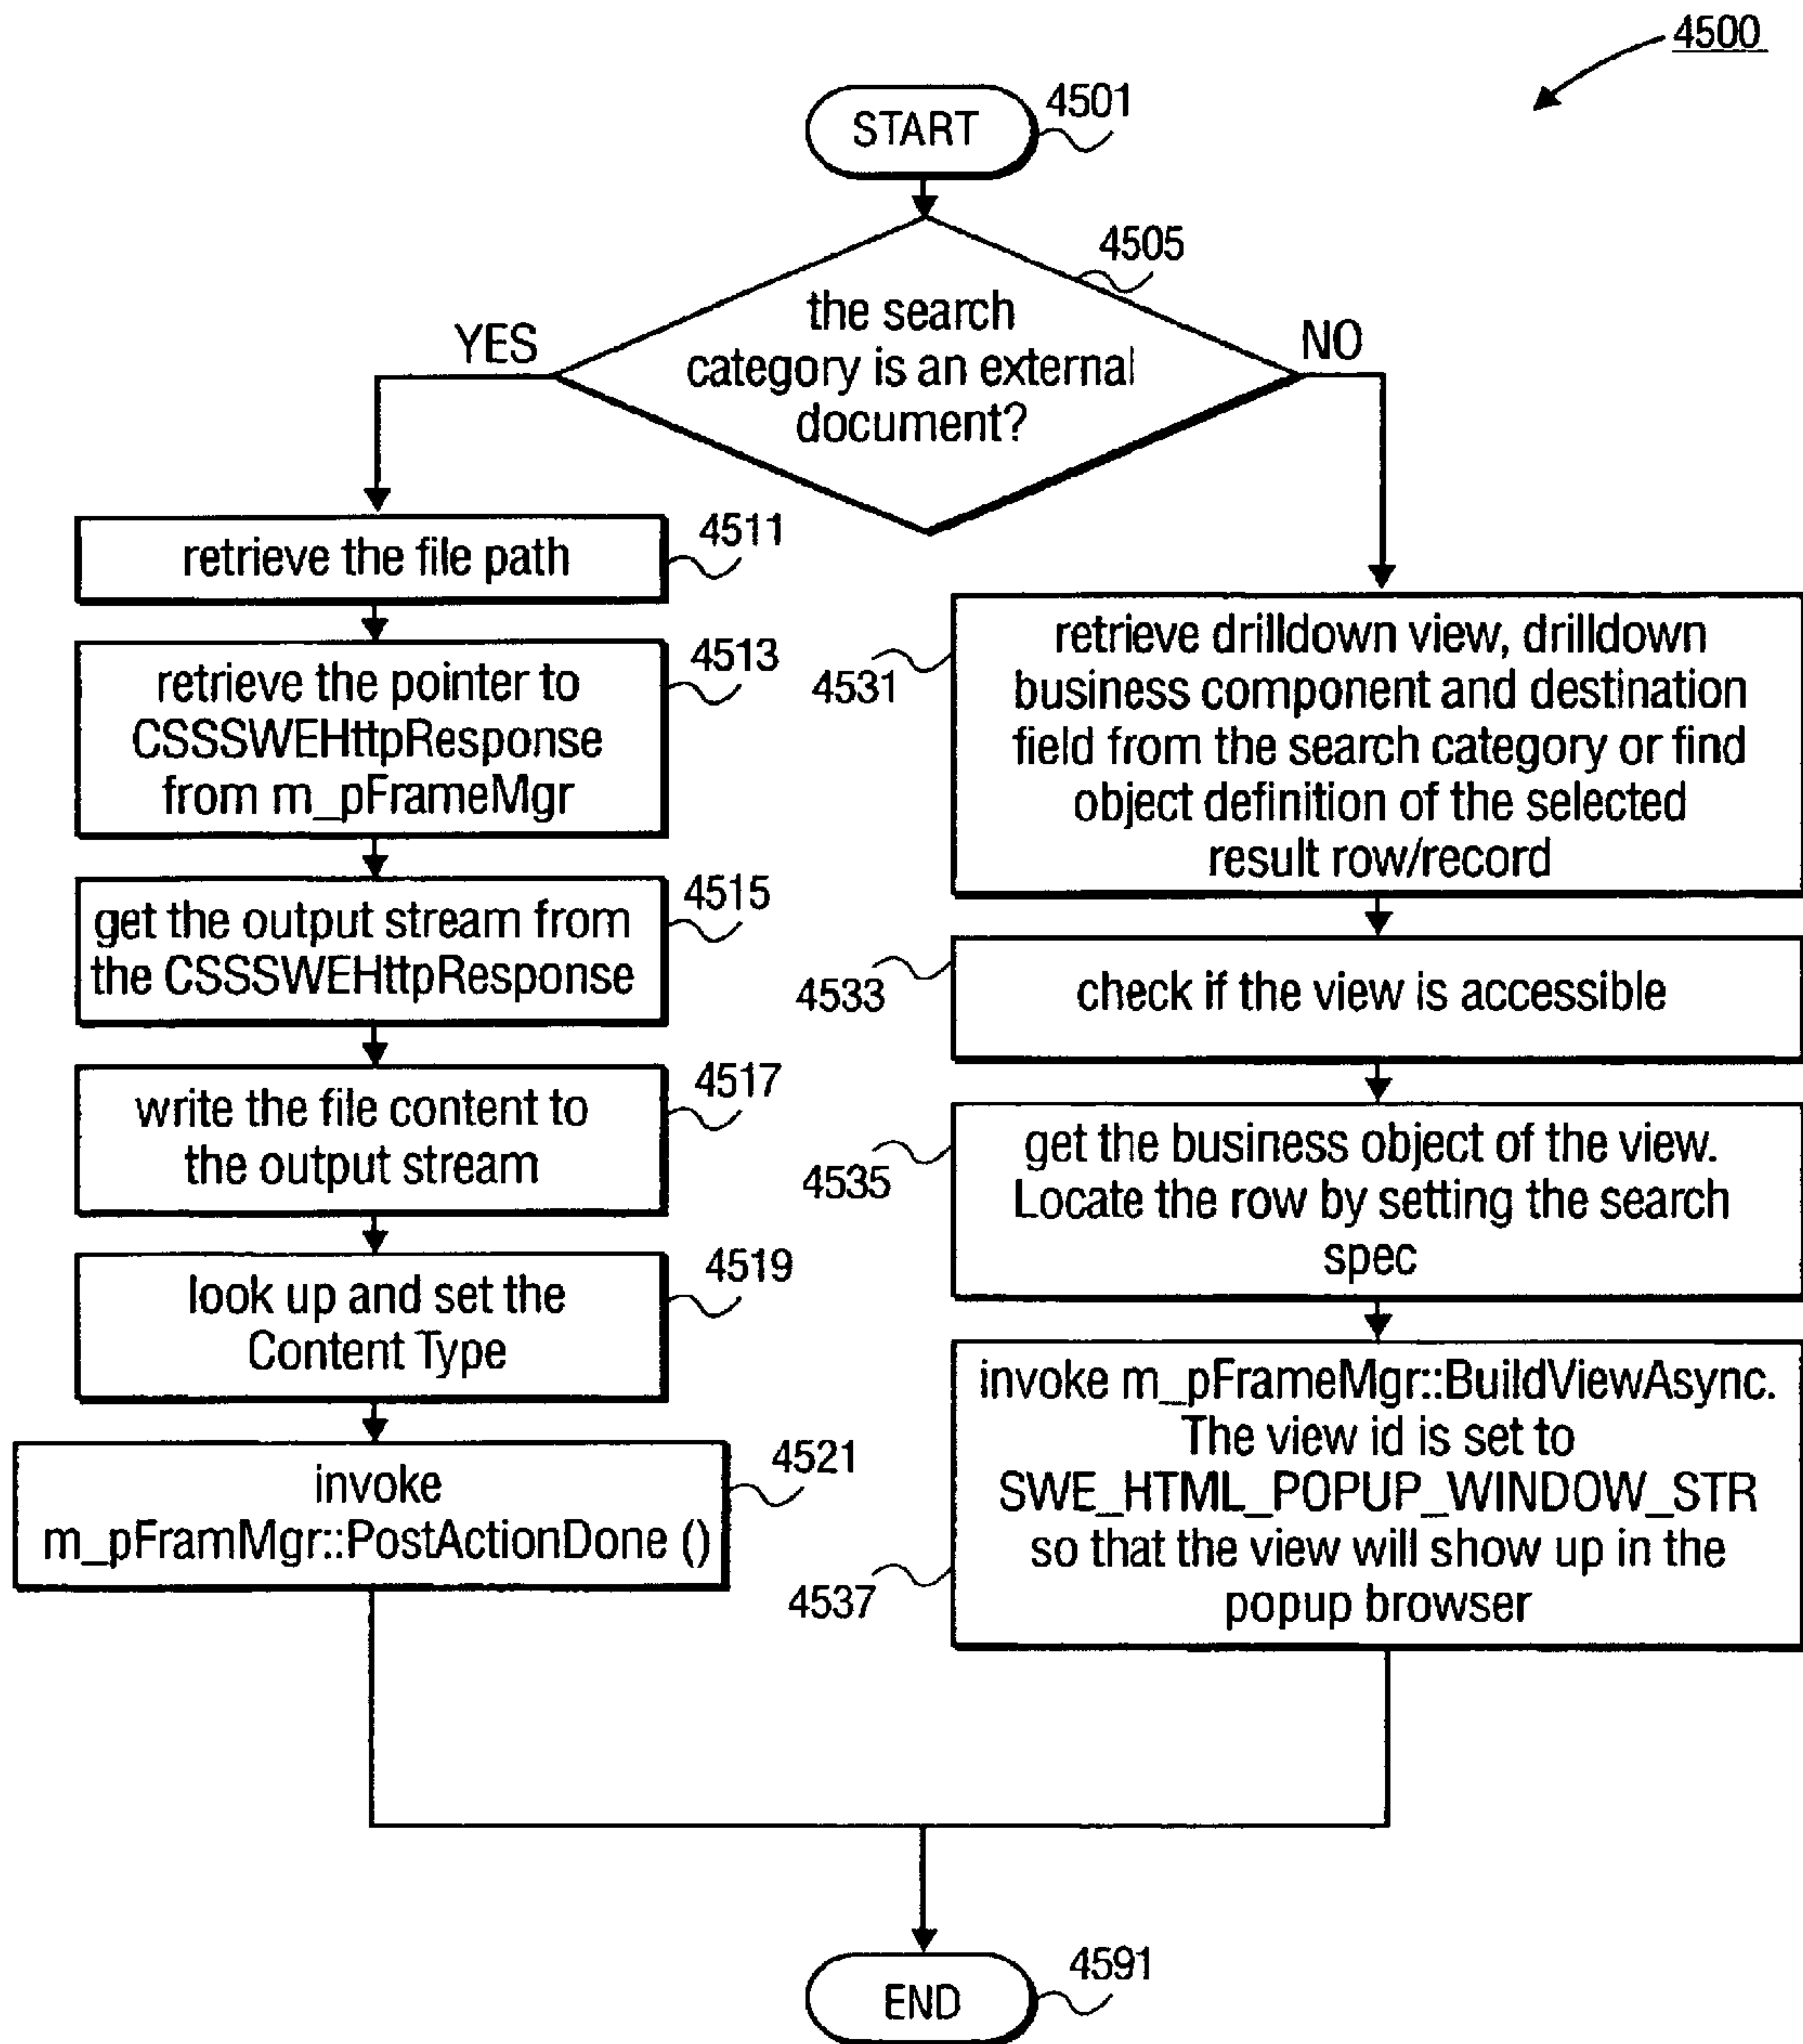 4500
START
4501
4505
the search
category is an external
document?
YES
NO
retrieve the file path
4511
retrieve the pointer to
CSSSWEHttpResponse
from m_pFrameMgr
4513
get the output stream from
the CSSSWEHttpResponse
4515
write the file content to
the output stream
4517
look up and set the
Content Type
4519
invoke
m_pFramMgr::PostActionDone ()
4521
retrieve drilldown view, drilldown
business component and destination
field from the search category or find
object definition of the selected
result row/record
4531
check if the view is accessible
4533
get the business object of the view.
Locate the row by setting the search
spec
4535
invoke m_pFrameMgr::BuildViewAsync.
The view id is set to
SWE_HTML_POPUP_WINDOW_STR
so that the view will show up in the
popup browser
4537
END
4591